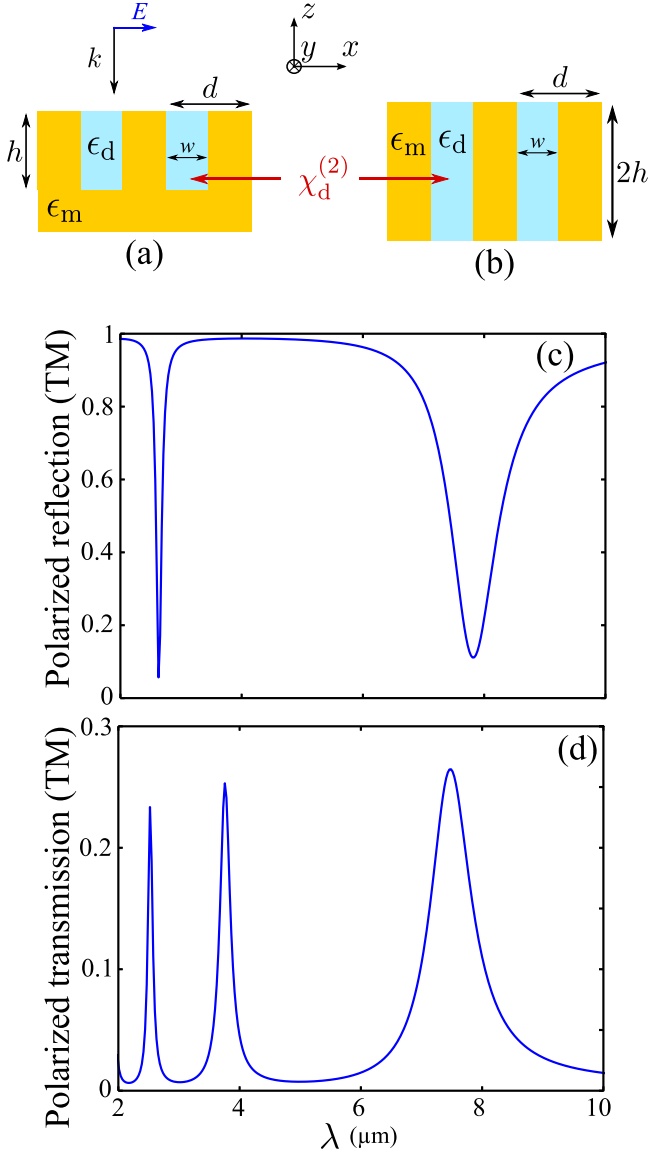 E
k
z
y
x
d
h
ϵd
w
ϵm
(a)
χd(2)
d
ϵm
ϵd
w
2h
(b)
Polarized reflection (TM)
1
0.8
0.6
0.4
0.2
0
(c)
Polarized transmission (TM)
0.3
0.2
0.1
0
(d)
2
4
6
8
10
λ (μm)